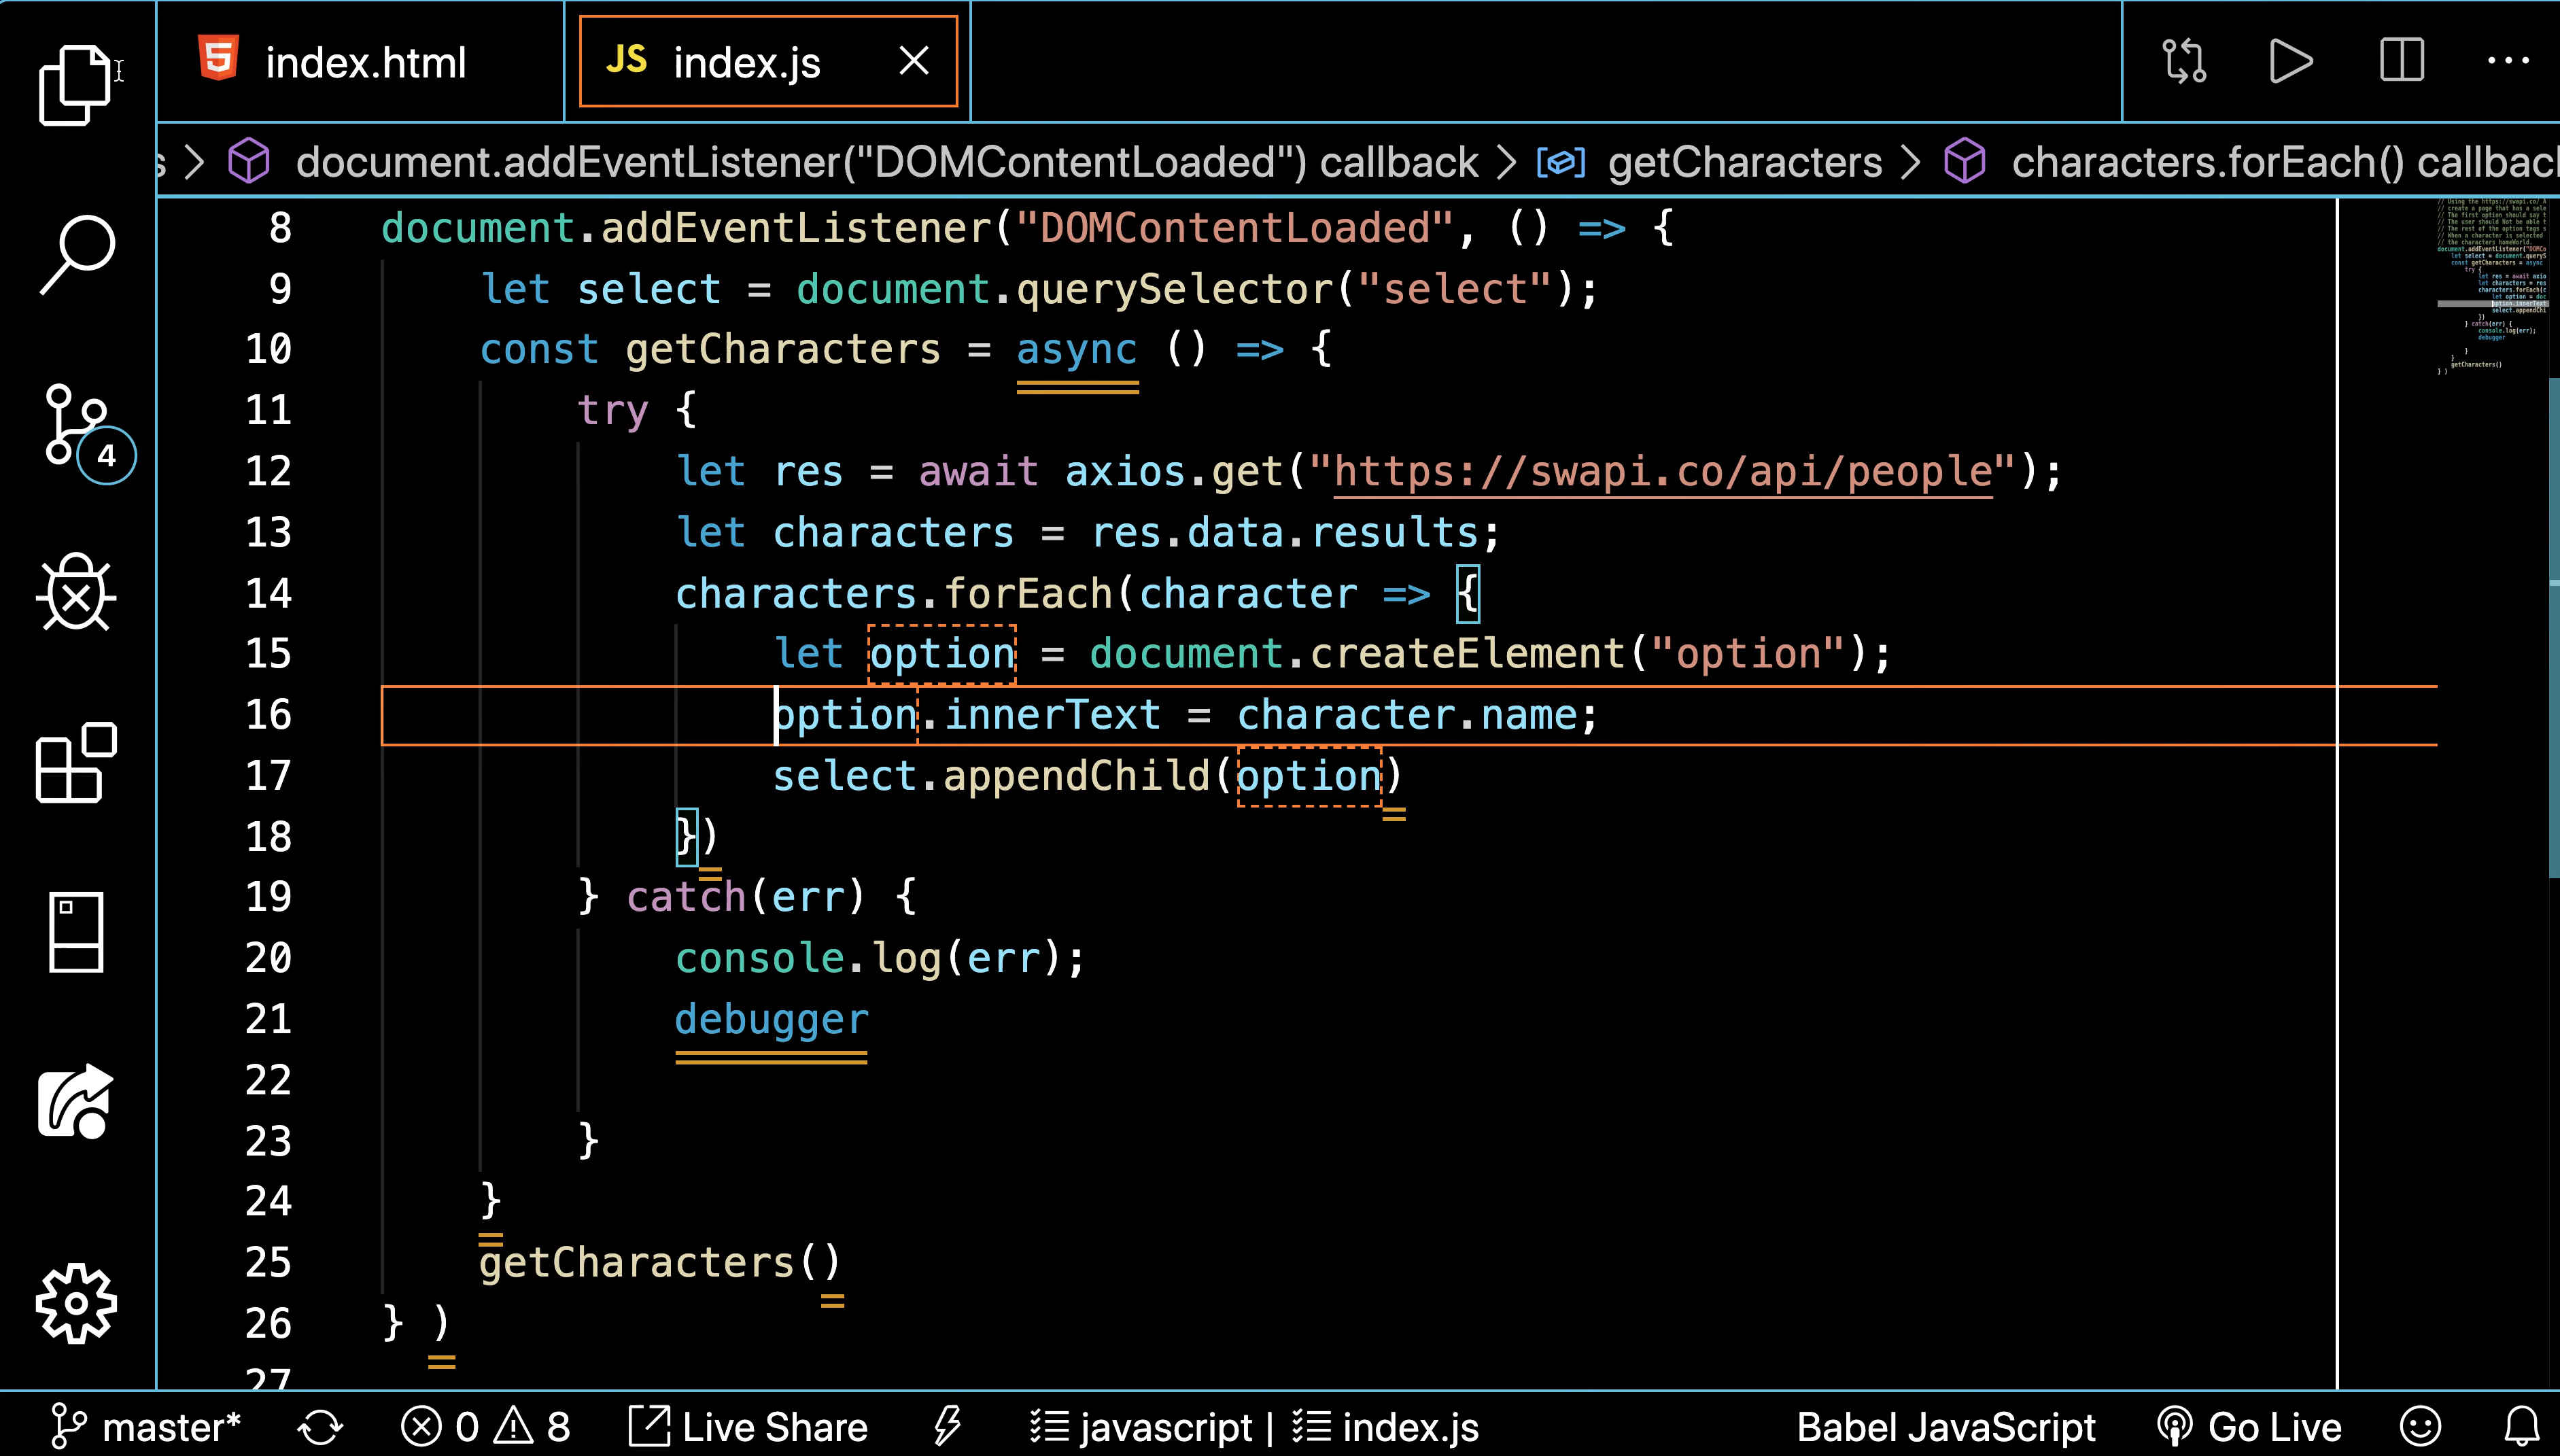 index.html
JS index.js
s > document.addEventListener("DOMContentLoaded") callback > getCharacters > characters.forEach() callbac
8 document.addEventListener("DOMContentLoaded", () => {
9 let select = document.querySelector("select");
10 const getCharacters = async () => {
11 try {
12 let res = await axios.get("https://swapi.co/api/people");
13 let characters = res.data.results;
14 characters.forEach(character => {
15 let option = document.createElement("option");
16 option.innerText = character.name;
17 select.appendChild(option)
18 })
19 } catch(err) {
20 console.log(err);
21 debugger
22
23 }
24 }
25 getCharacters()
26 } )
27
4
master* 0 8 Live Share javascript | index.js Babel JavaScript Go Live